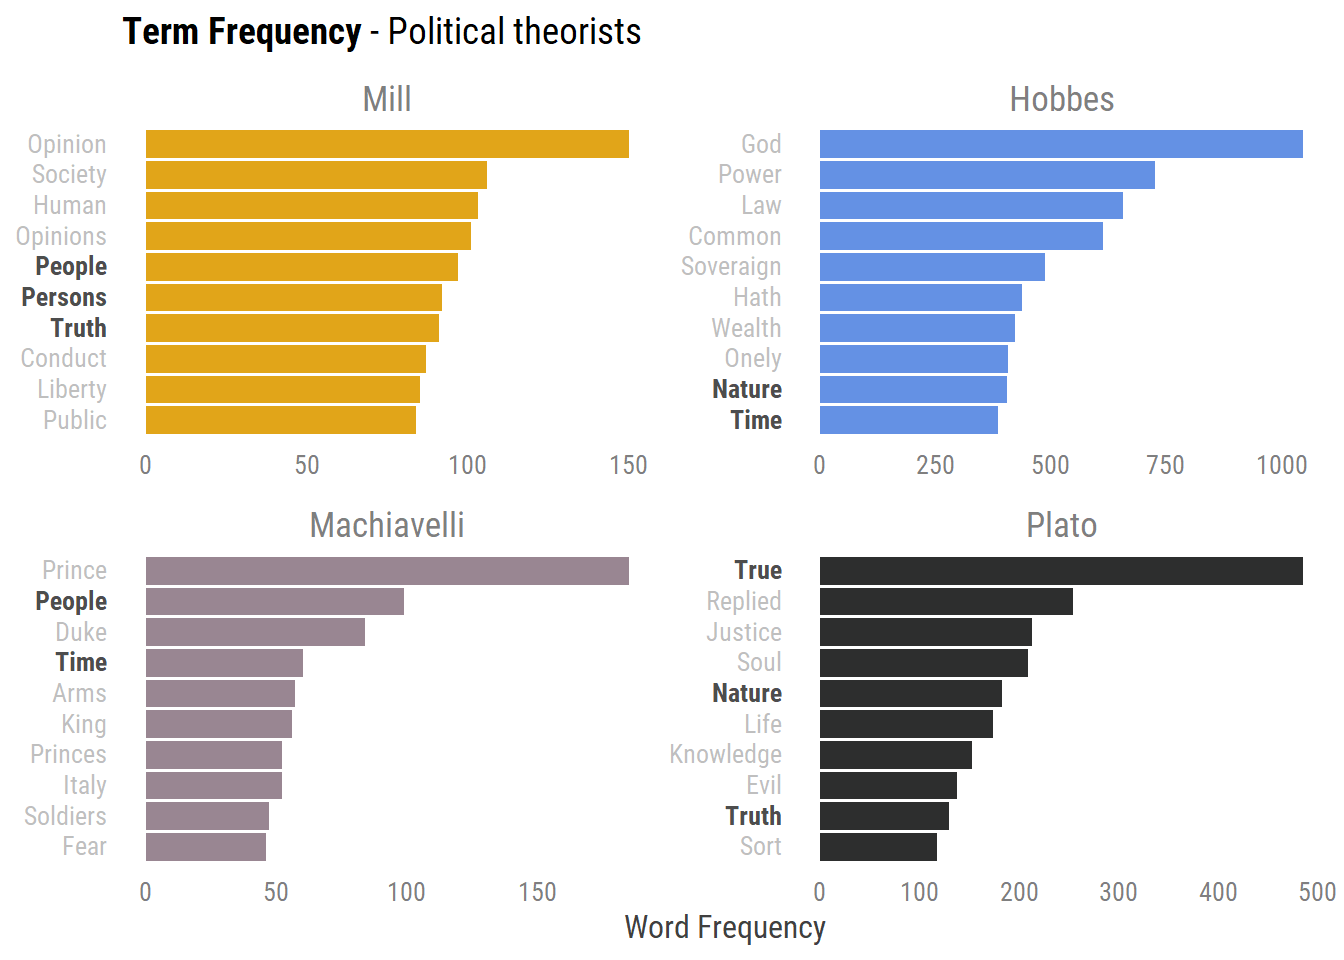 Term Frequency - Political theorists
Mill
Opinion
Society
Human
Opinions
People
Persons
Truth
Conduct
Liberty
Public
0 50 100 150
Hobbes
God
Power
Law
Common
Soveraign
Hath
Wealth
Onely
Nature
Time
0 250 500 750 1000
Machiavelli
Prince
People
Duke
Time
Arms
King
Princes
Italy
Soldiers
Fear
0 50 100 150
Plato
True
Replied
Justice
Soul
Nature
Life
Knowledge
Evil
Truth
Sort
0 100 200 300 400 500
Word Frequency